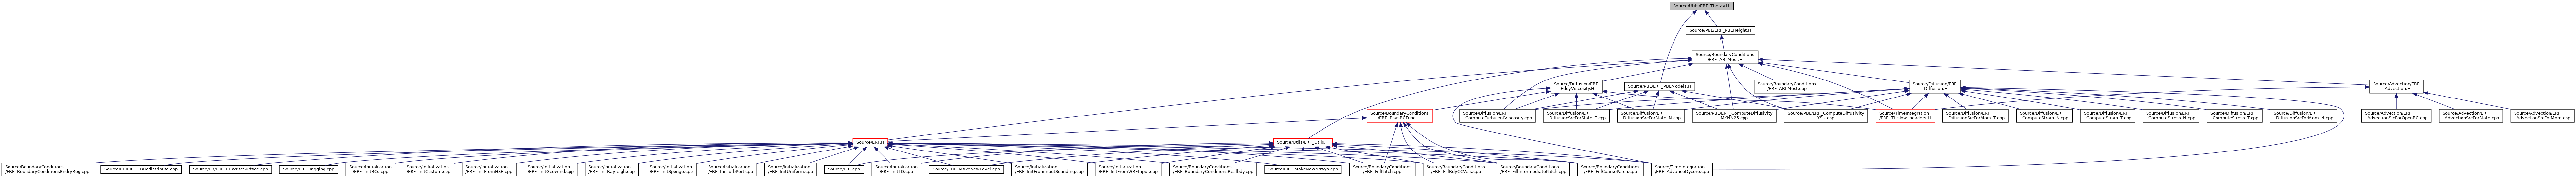 Source/Utils/ERF_Thetav.H
Source/PBL/ERF_PBLHeight.H
Source/BoundaryConditions
/ERF_ABLMost.H
Source/Diffusion/ERF
_EddyViscosity.H
Source/PBL/ERF_PBLModels.H
Source/BoundaryConditions
/ERF_ABLMost.cpp
Source/Diffusion/ERF
_Diffusion.H
Source/Advection/ERF
_Advection.H
Source/BoundaryConditions
/ERF_PhysBCFunct.H
Source/Diffusion/ERF
_ComputeTurbulentViscosity.cpp
Source/Diffusion/ERF
_DiffusionSrcForState_T.cpp
Source/Diffusion/ERF
_DiffusionSrcForState_N.cpp
Source/PBL/ERF_ComputeDiffusivity
MYNN25.cpp
Source/PBL/ERF_ComputeDiffusivity
YSU.cpp
Source/TimeIntegration
/ERF_TI_slow_headers.H
Source/Diffusion/ERF
_DiffusionSrcForMom_T.cpp
Source/Diffusion/ERF
_ComputeStrain_N.cpp
Source/Diffusion/ERF
_ComputeStrain_T.cpp
Source/Diffusion/ERF
_ComputeStress_N.cpp
Source/Diffusion/ERF
_ComputeStress_T.cpp
Source/Diffusion/ERF
_DiffusionSrcForMom_N.cpp
Source/Advection/ERF
_AdvectionSrcForOpenBC.cpp
Source/Advection/ERF
_AdvectionSrcForState.cpp
Source/Advection/ERF
_AdvectionSrcForMom.cpp
Source/ERF.H
Source/Utils/ERF_Utils.H
Source/BoundaryConditions
/ERF_BoundaryConditionsBndryReg.cpp
Source/EB/ERF_EBRedistribute.cpp
Source/EB/ERF_EBWriteSurface.cpp
Source/ERF_Tagging.cpp
Source/Initialization
/ERF_InitBCs.cpp
Source/Initialization
/ERF_InitCustom.cpp
Source/Initialization
/ERF_InitFromHSE.cpp
Source/Initialization
/ERF_InitGeowind.cpp
Source/Initialization
/ERF_InitRayleigh.cpp
Source/Initialization
/ERF_InitSponge.cpp
Source/Initialization
/ERF_InitTurbPert.cpp
Source/Initialization
/ERF_InitUniform.cpp
Source/ERF.cpp
Source/Initialization
/ERF_Init1D.cpp
Source/ERF_MakeNewLevel.cpp
Source/Initialization
/ERF_InitFromInputSounding.cpp
Source/Initialization
/ERF_InitFromWRFInput.cpp
Source/BoundaryConditions
/ERF_BoundaryConditionsRealbdy.cpp
Source/ERF_MakeNewArrays.cpp
Source/BoundaryConditions
/ERF_FillPatch.cpp
Source/BoundaryConditions
/ERF_FillBdyCCVels.cpp
Source/BoundaryConditions
/ERF_FillIntermediatePatch.cpp
Source/BoundaryConditions
/ERF_FillCoarsePatch.cpp
Source/TimeIntegration
/ERF_AdvanceDycore.cpp